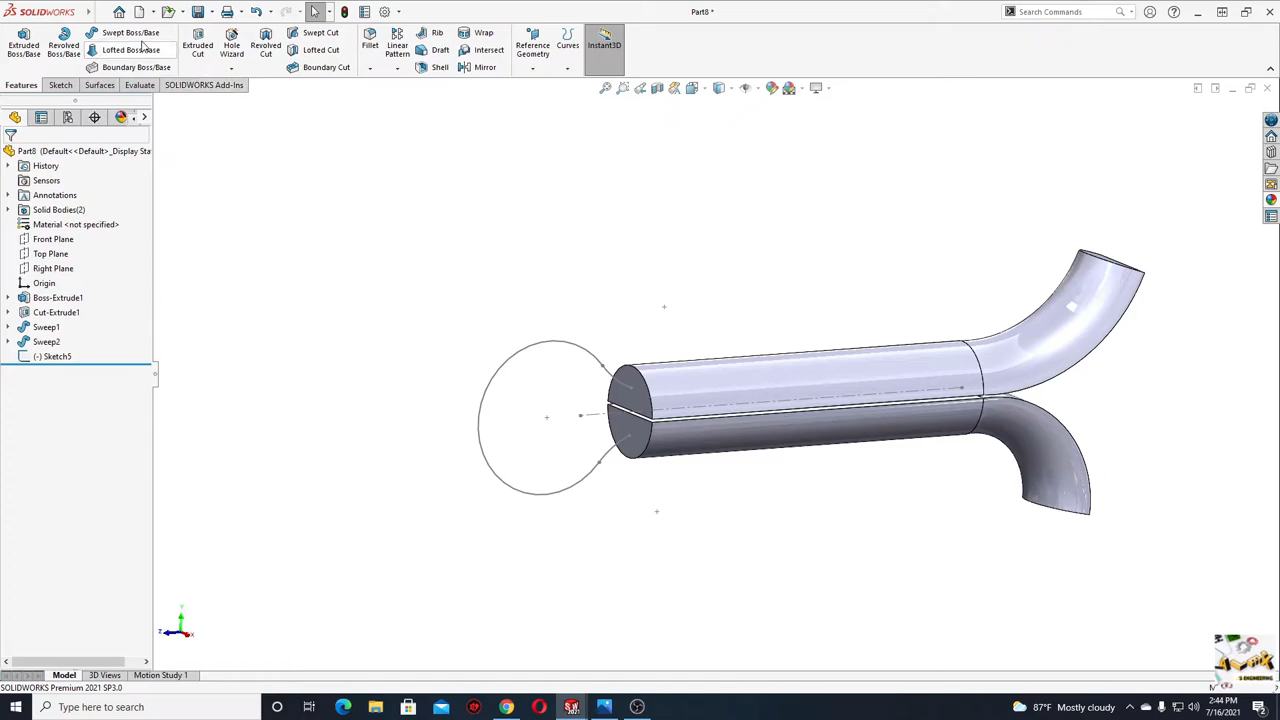 SOLIDWORKS
Part8 *
Search Commands
Extruded Boss/Base
Revolved Boss/Base
Swept Boss/Base
Lofted Boss/Base
Boundary Boss/Base
Extruded Cut
Hole Wizard
Revolved Cut
Swept Cut
Lofted Cut
Boundary Cut
Fillet
Linear Pattern
Rib
Draft
Shell
Wrap
Intersect
Mirror
Reference Geometry
Curves
Instant3D
Features
Sketch
Surfaces
Evaluate
SOLIDWORKS Add-Ins
Part8 (Default<<Default>_Display Sta
History
Sensors
Annotations
Solid Bodies(2)
Material <not specified>
Front Plane
Top Plane
Right Plane
Origin
Boss-Extrude1
Cut-Extrude1
Sweep1
Sweep2
(-) Sketch5
Y
Z
X
Model
3D Views
Motion Study 1
SOLIDWORKS Premium 2021 SP3.0
Type here to search
87°F Mostly cloudy
2:44 PM
7/16/2021